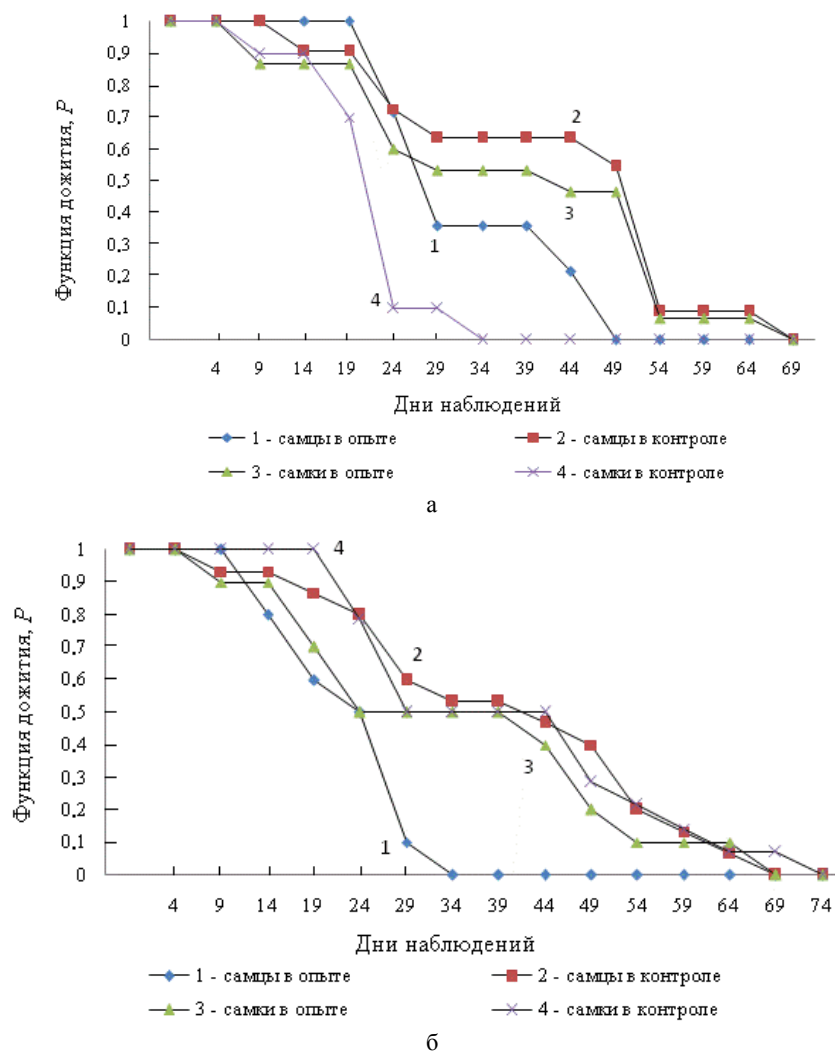 Функция дожития, P
1
0,9
0,8
0,7
0,6
0,5
0,4
0,3
0,2
0,1
0
2
3
1
4
4 9 14 19 24 29 34 39 44 49 54 59 64 69
Дни наблюдений
1 - самцы в опыте 2 - самцы в контроле
3 - самки в опыте 4 - самки в контроле
а
Функция дожития, P
1
0,9
0,8
0,7
0,6
0,5
0,4
0,3
0,2
0,1
0
4
2
3
1
4 9 14 19 24 29 34 39 44 49 54 59 64 69 74
Дни наблюдений
1 - самцы в опыте 2 - самцы в контроле
3 - самки в опыте 4 - самки в контроле
б